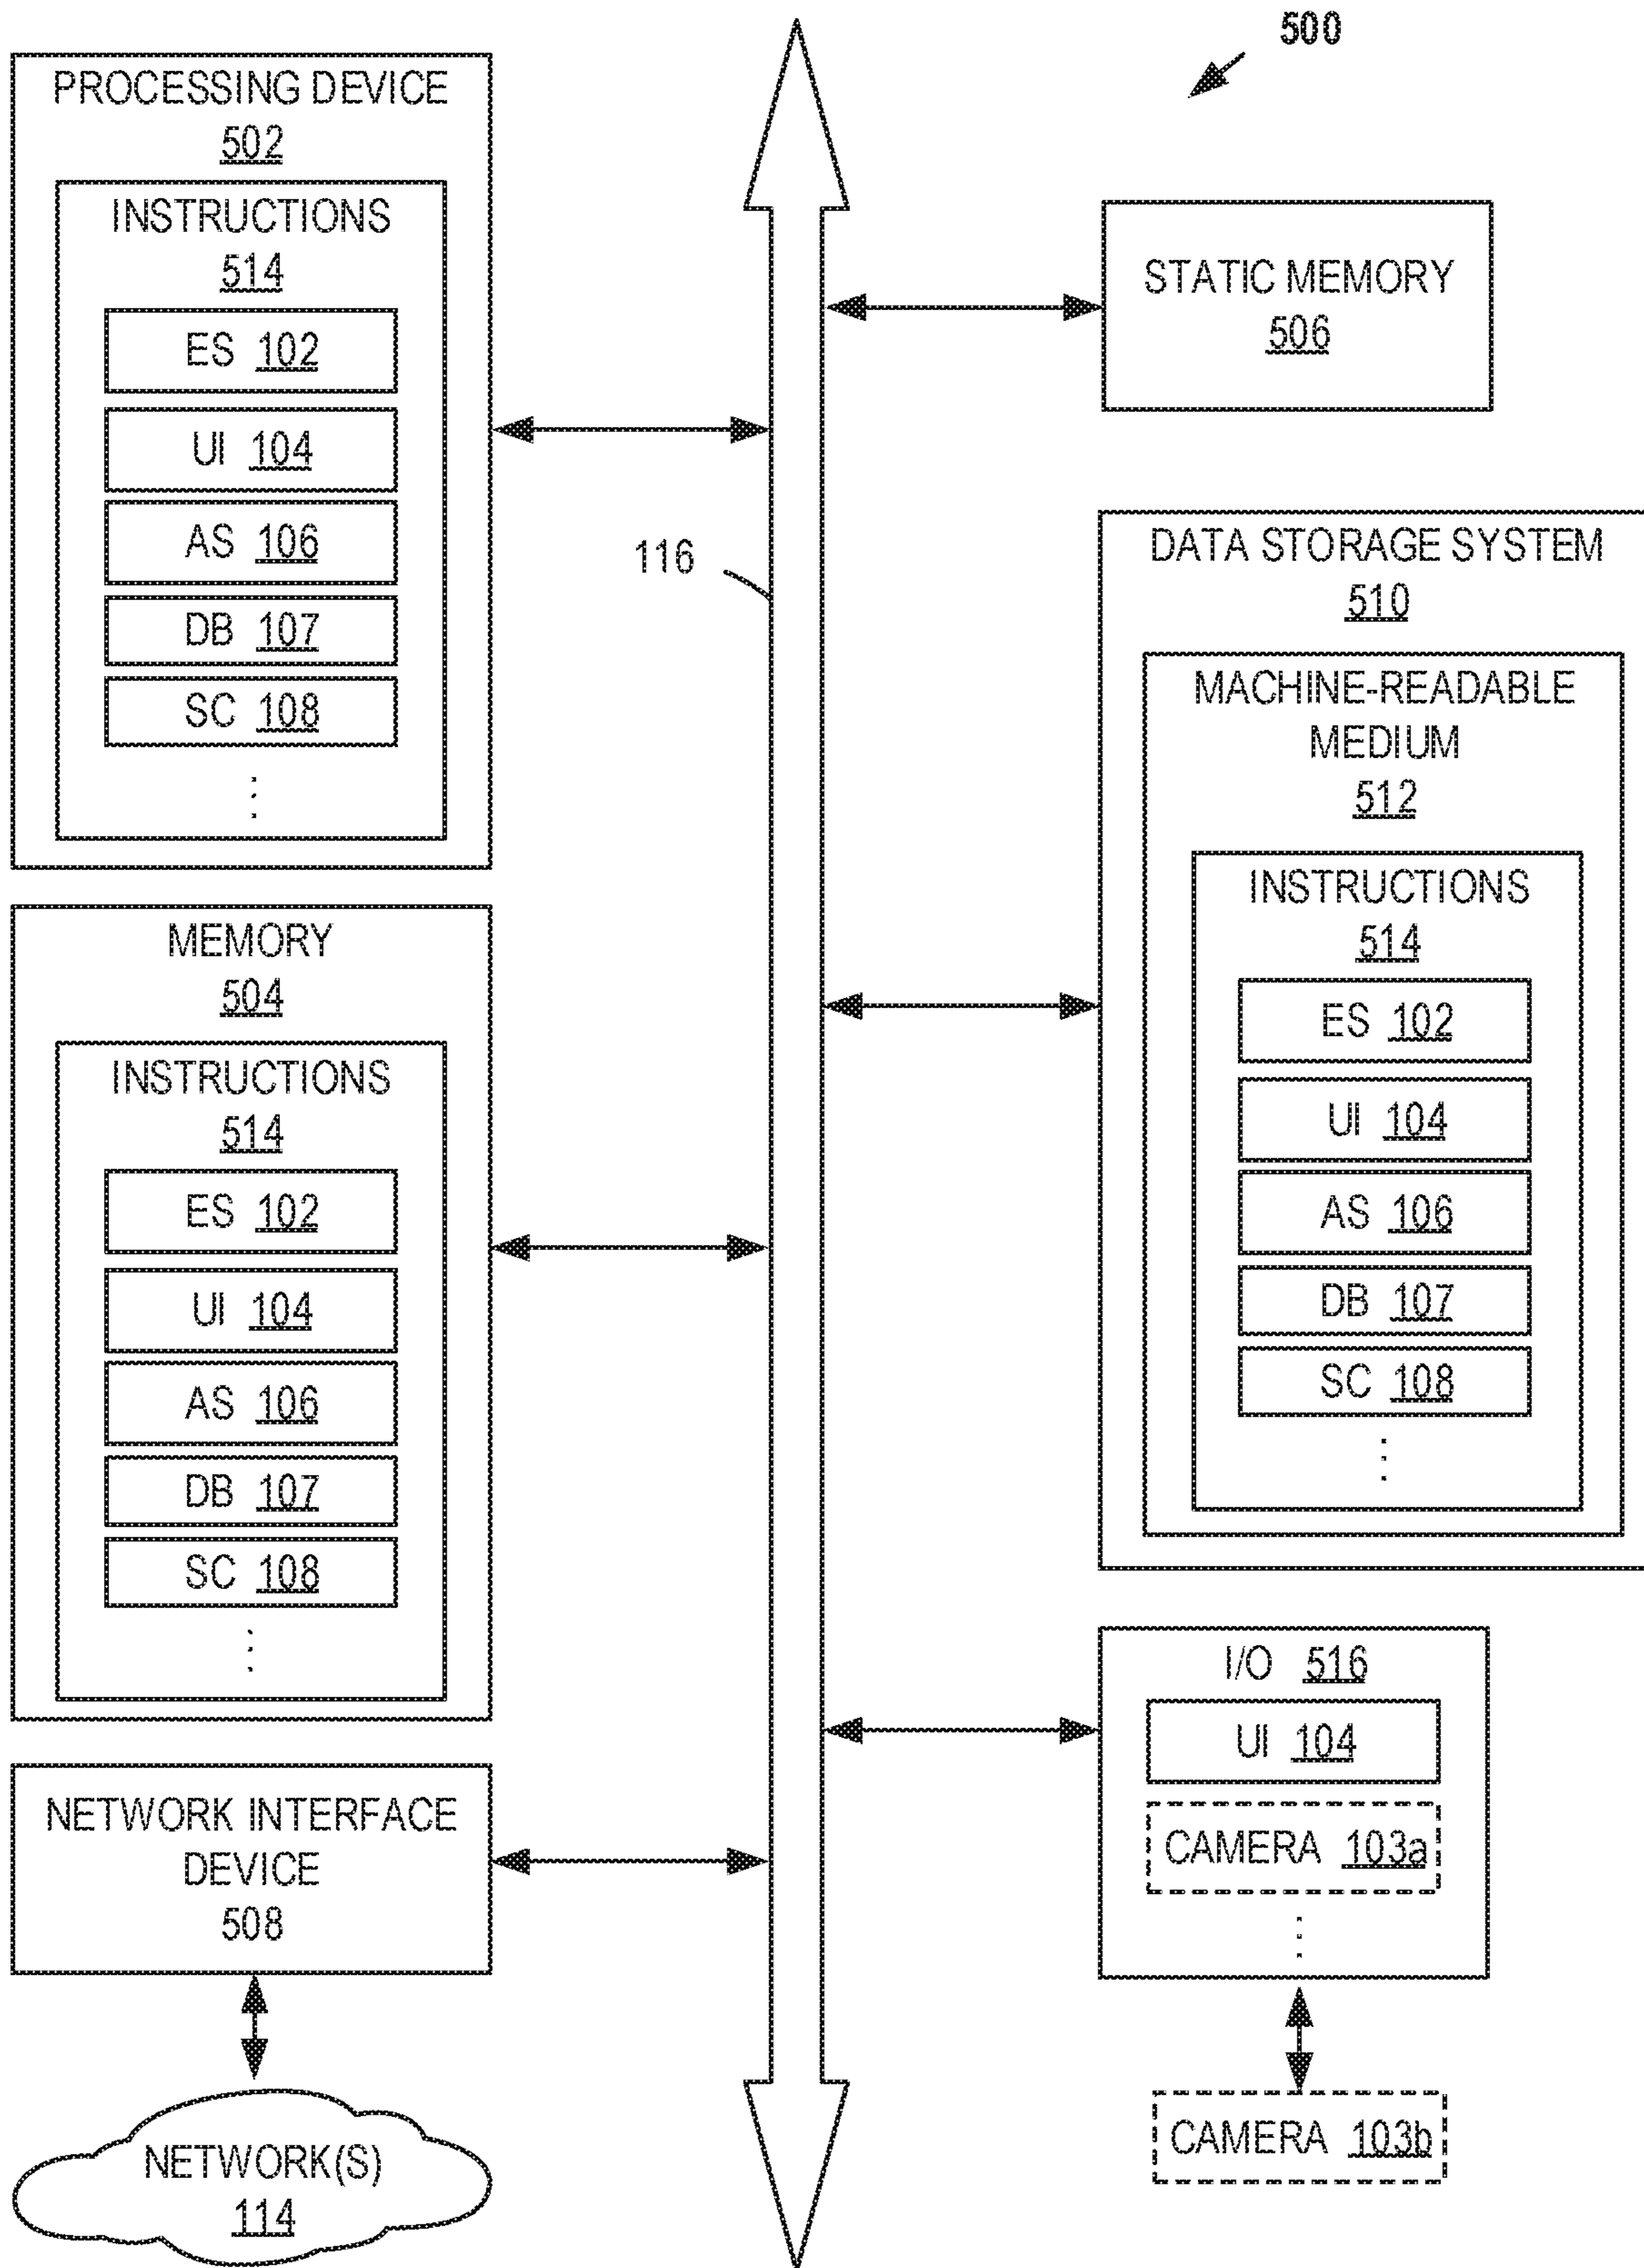 500
PROCESSING DEVICE
502
INSTRUCTIONS
514
ES 102
UI 104
AS 106
DB 107
SC 108
MEMORY
504
INSTRUCTIONS
514
ES 102
UI 104
AS 106
DB 107
SC 108
NETWORK INTERFACE
DEVICE
508
NETWORK(S)
114
116
STATIC MEMORY
506
DATA STORAGE SYSTEM
510
MACHINE-READABLE
MEDIUM
512
INSTRUCTIONS
514
ES 102
UI 104
AS 106
DB 107
SC 108
I/O 516
UI 104
CAMERA 103a
CAMERA 103b